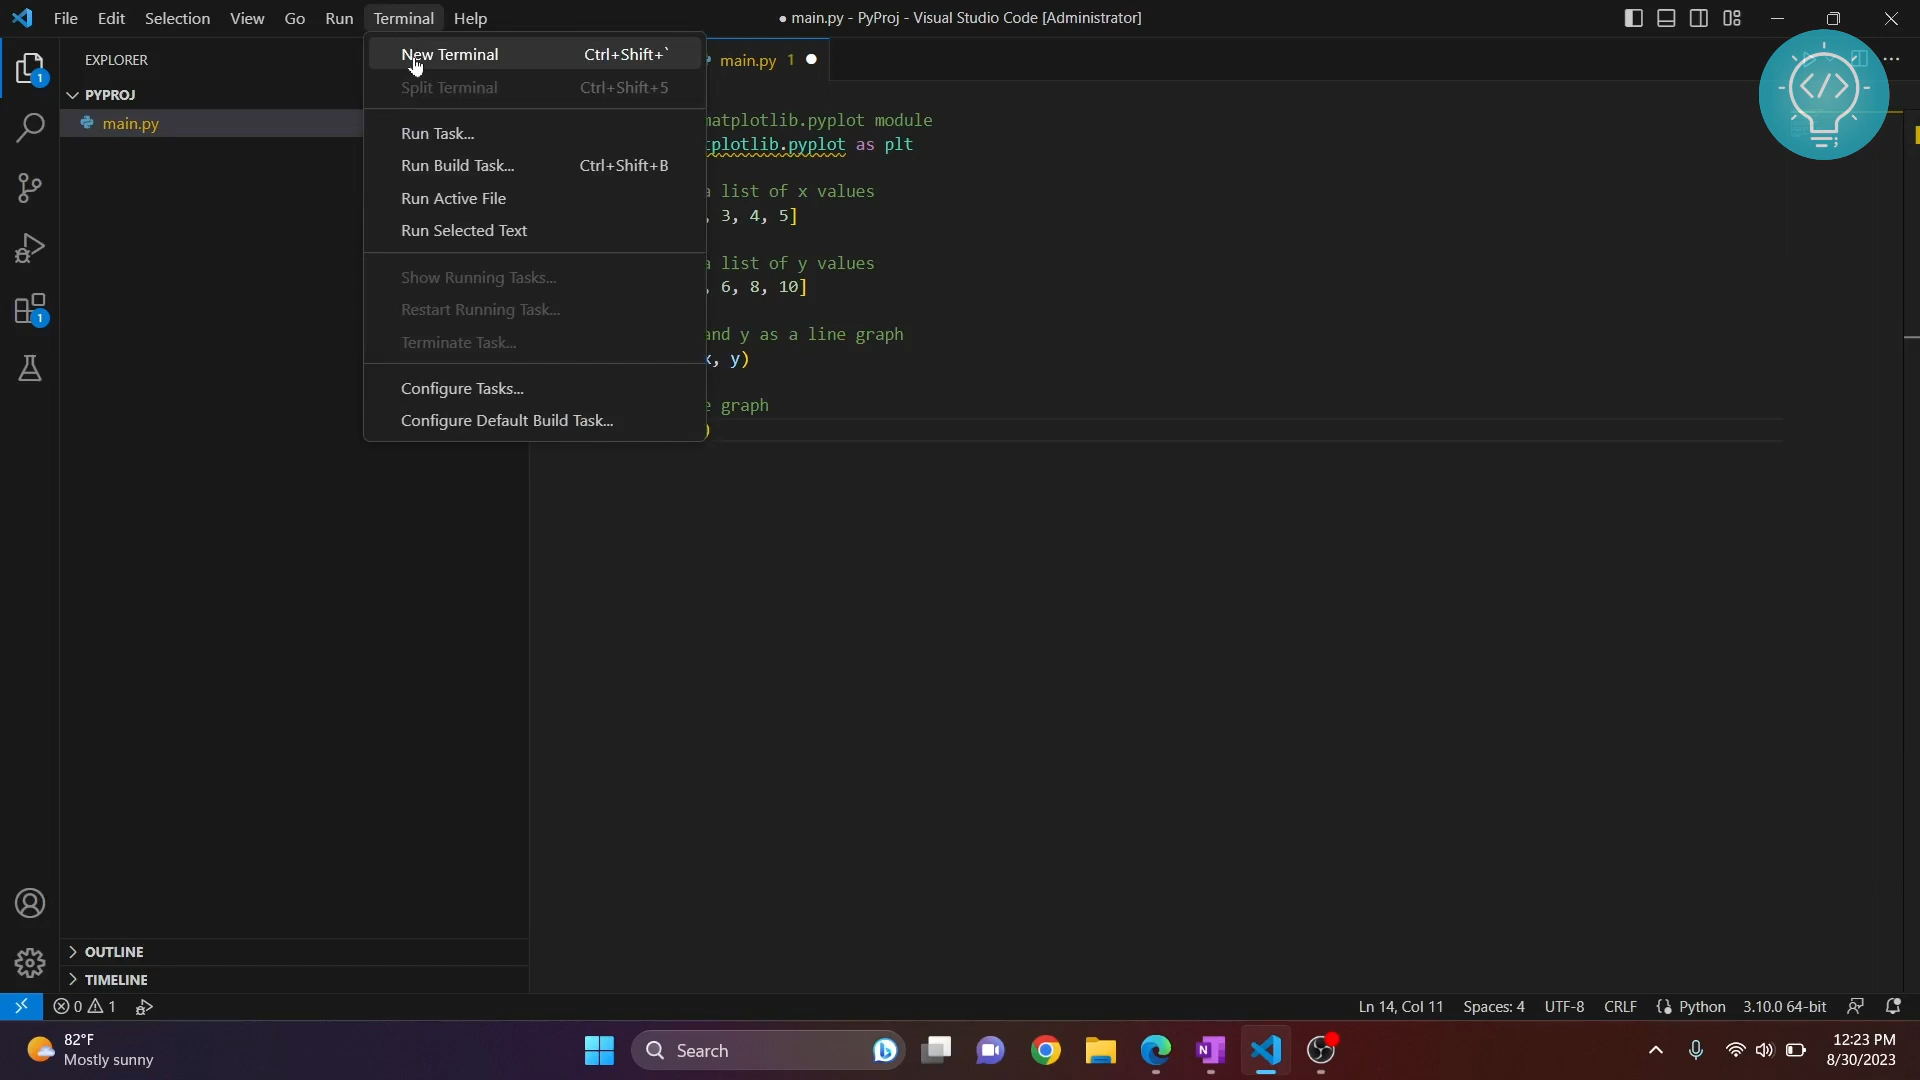 File Edit Selection View Go Run Terminal Help
● main.py - PyProj - Visual Studio Code [Administrator]
EXPLORER
PYPROJ
main.py
New Terminal Ctrl+Shift+`
Split Terminal Ctrl+Shift+5
Run Task...
Run Build Task... Ctrl+Shift+B
Run Active File
Run Selected Text
Show Running Tasks...
Restart Running Task...
Terminate Task...
Configure Tasks...
Configure Default Build Task...
main.py 1
matplotlib.pyplot module
tplotlib.pyplot as plt
a list of x values
, 3, 4, 5]
a list of y values
, 6, 8, 10]
and y as a line graph
x, y)
e graph
)
</>
1
1
OUTLINE
TIMELINE
0 1
Ln 14, Col 11 Spaces: 4 UTF-8 CRLF Python 3.10.0 64-bit
82°F
Mostly sunny
Search
N
12:23 PM
8/30/2023